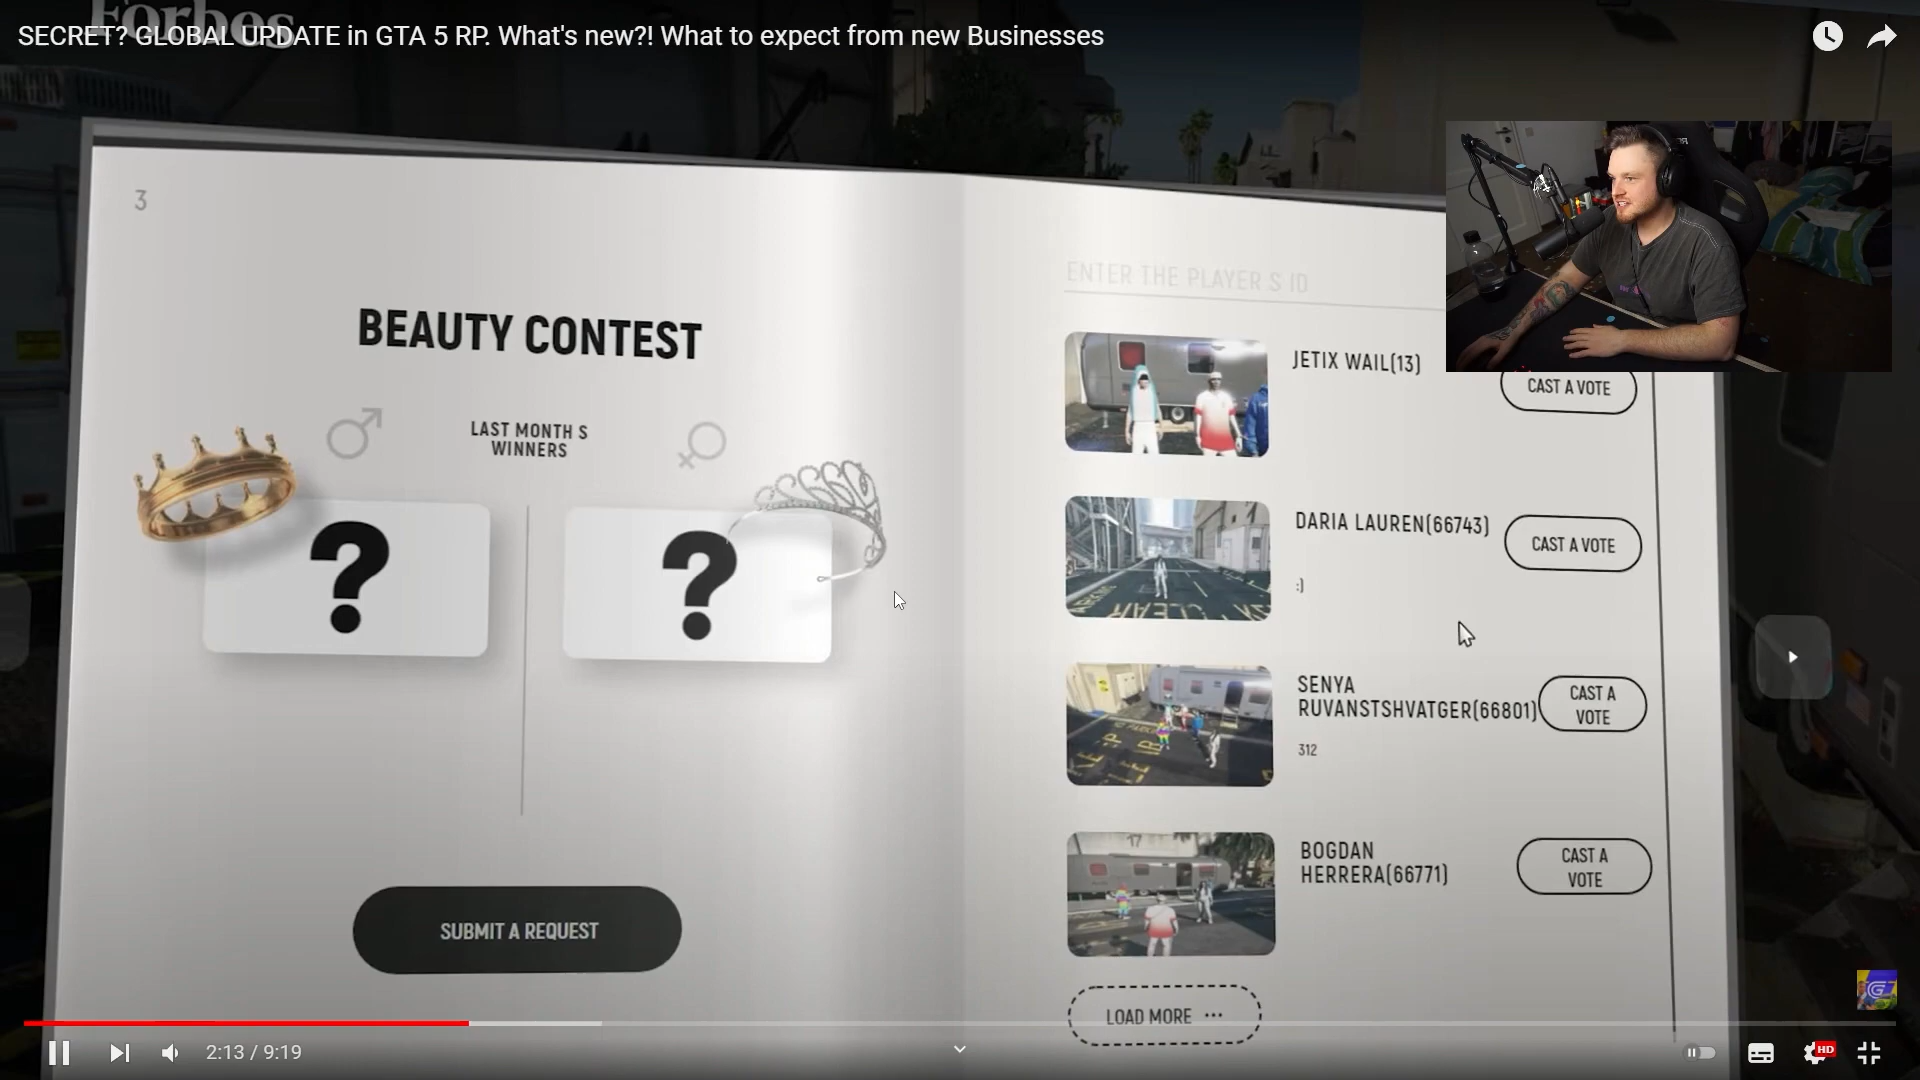 Forbes
SECRET? GLOBAL UPDATE in GTA 5 RP. What's new?! What to expect from new Businesses
3
BEAUTY CONTEST
LAST MONTH S
WINNERS
?
?
SUBMIT A REQUEST
ENTER THE PLAYER S ID
JETIX WAIL(13)
CAST A VOTE
DARIA LAUREN(66743)
CAST A VOTE
:)
SENYA
RUVANSTSHVATGER(66801)
CAST A
VOTE
312
BOGDAN
HERRERA(66771)
CAST A
VOTE
LOAD MORE ...
2:13 / 9:19
HD